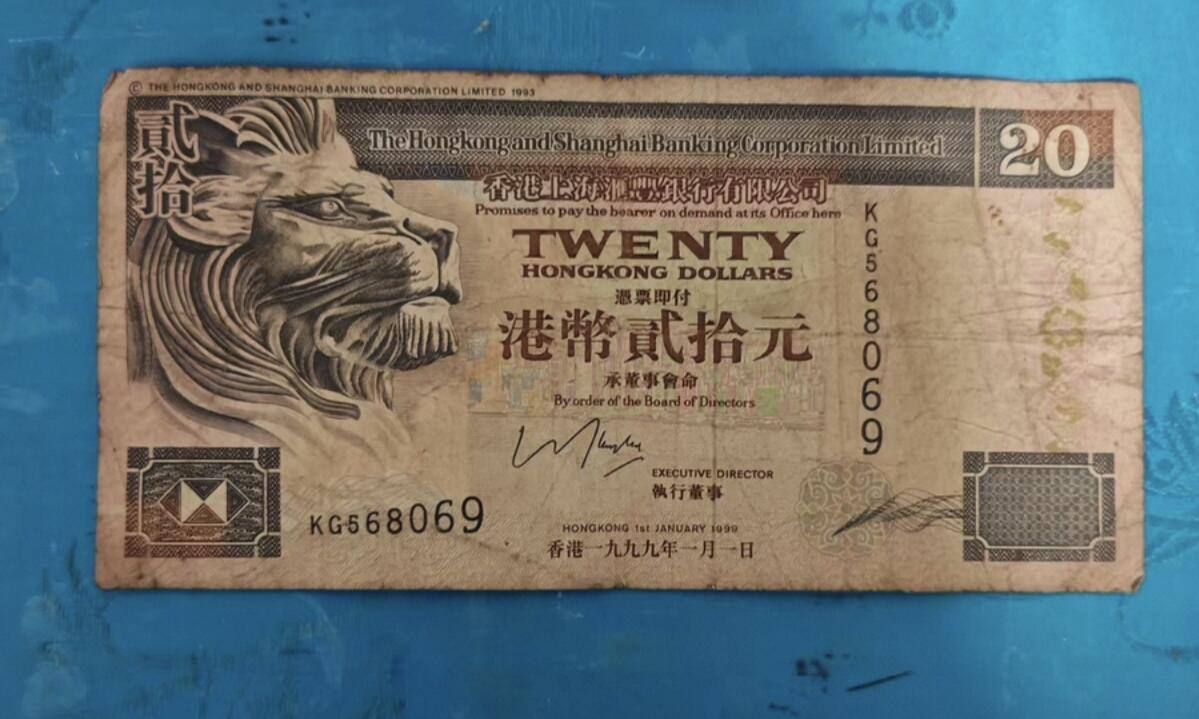 © THE HONGKONG AND SHANGHAI BANKING CORPORATION LIMITED 1993
貳拾
The Hongkong and Shanghai Banking Corporation Limited
20
香港上海滙豐銀行有限公司
Promises to pay the bearer on demand at its Office here
TWENTY
HONGKONG DOLLARS
憑票即付
港幣貳拾元
承董事會命
By order of the Board of Directors
KG568069
EXECUTIVE DIRECTOR
執行董事
KG568069
HONGKONG 1st JANUARY 1999
香港一九九九年一月一日